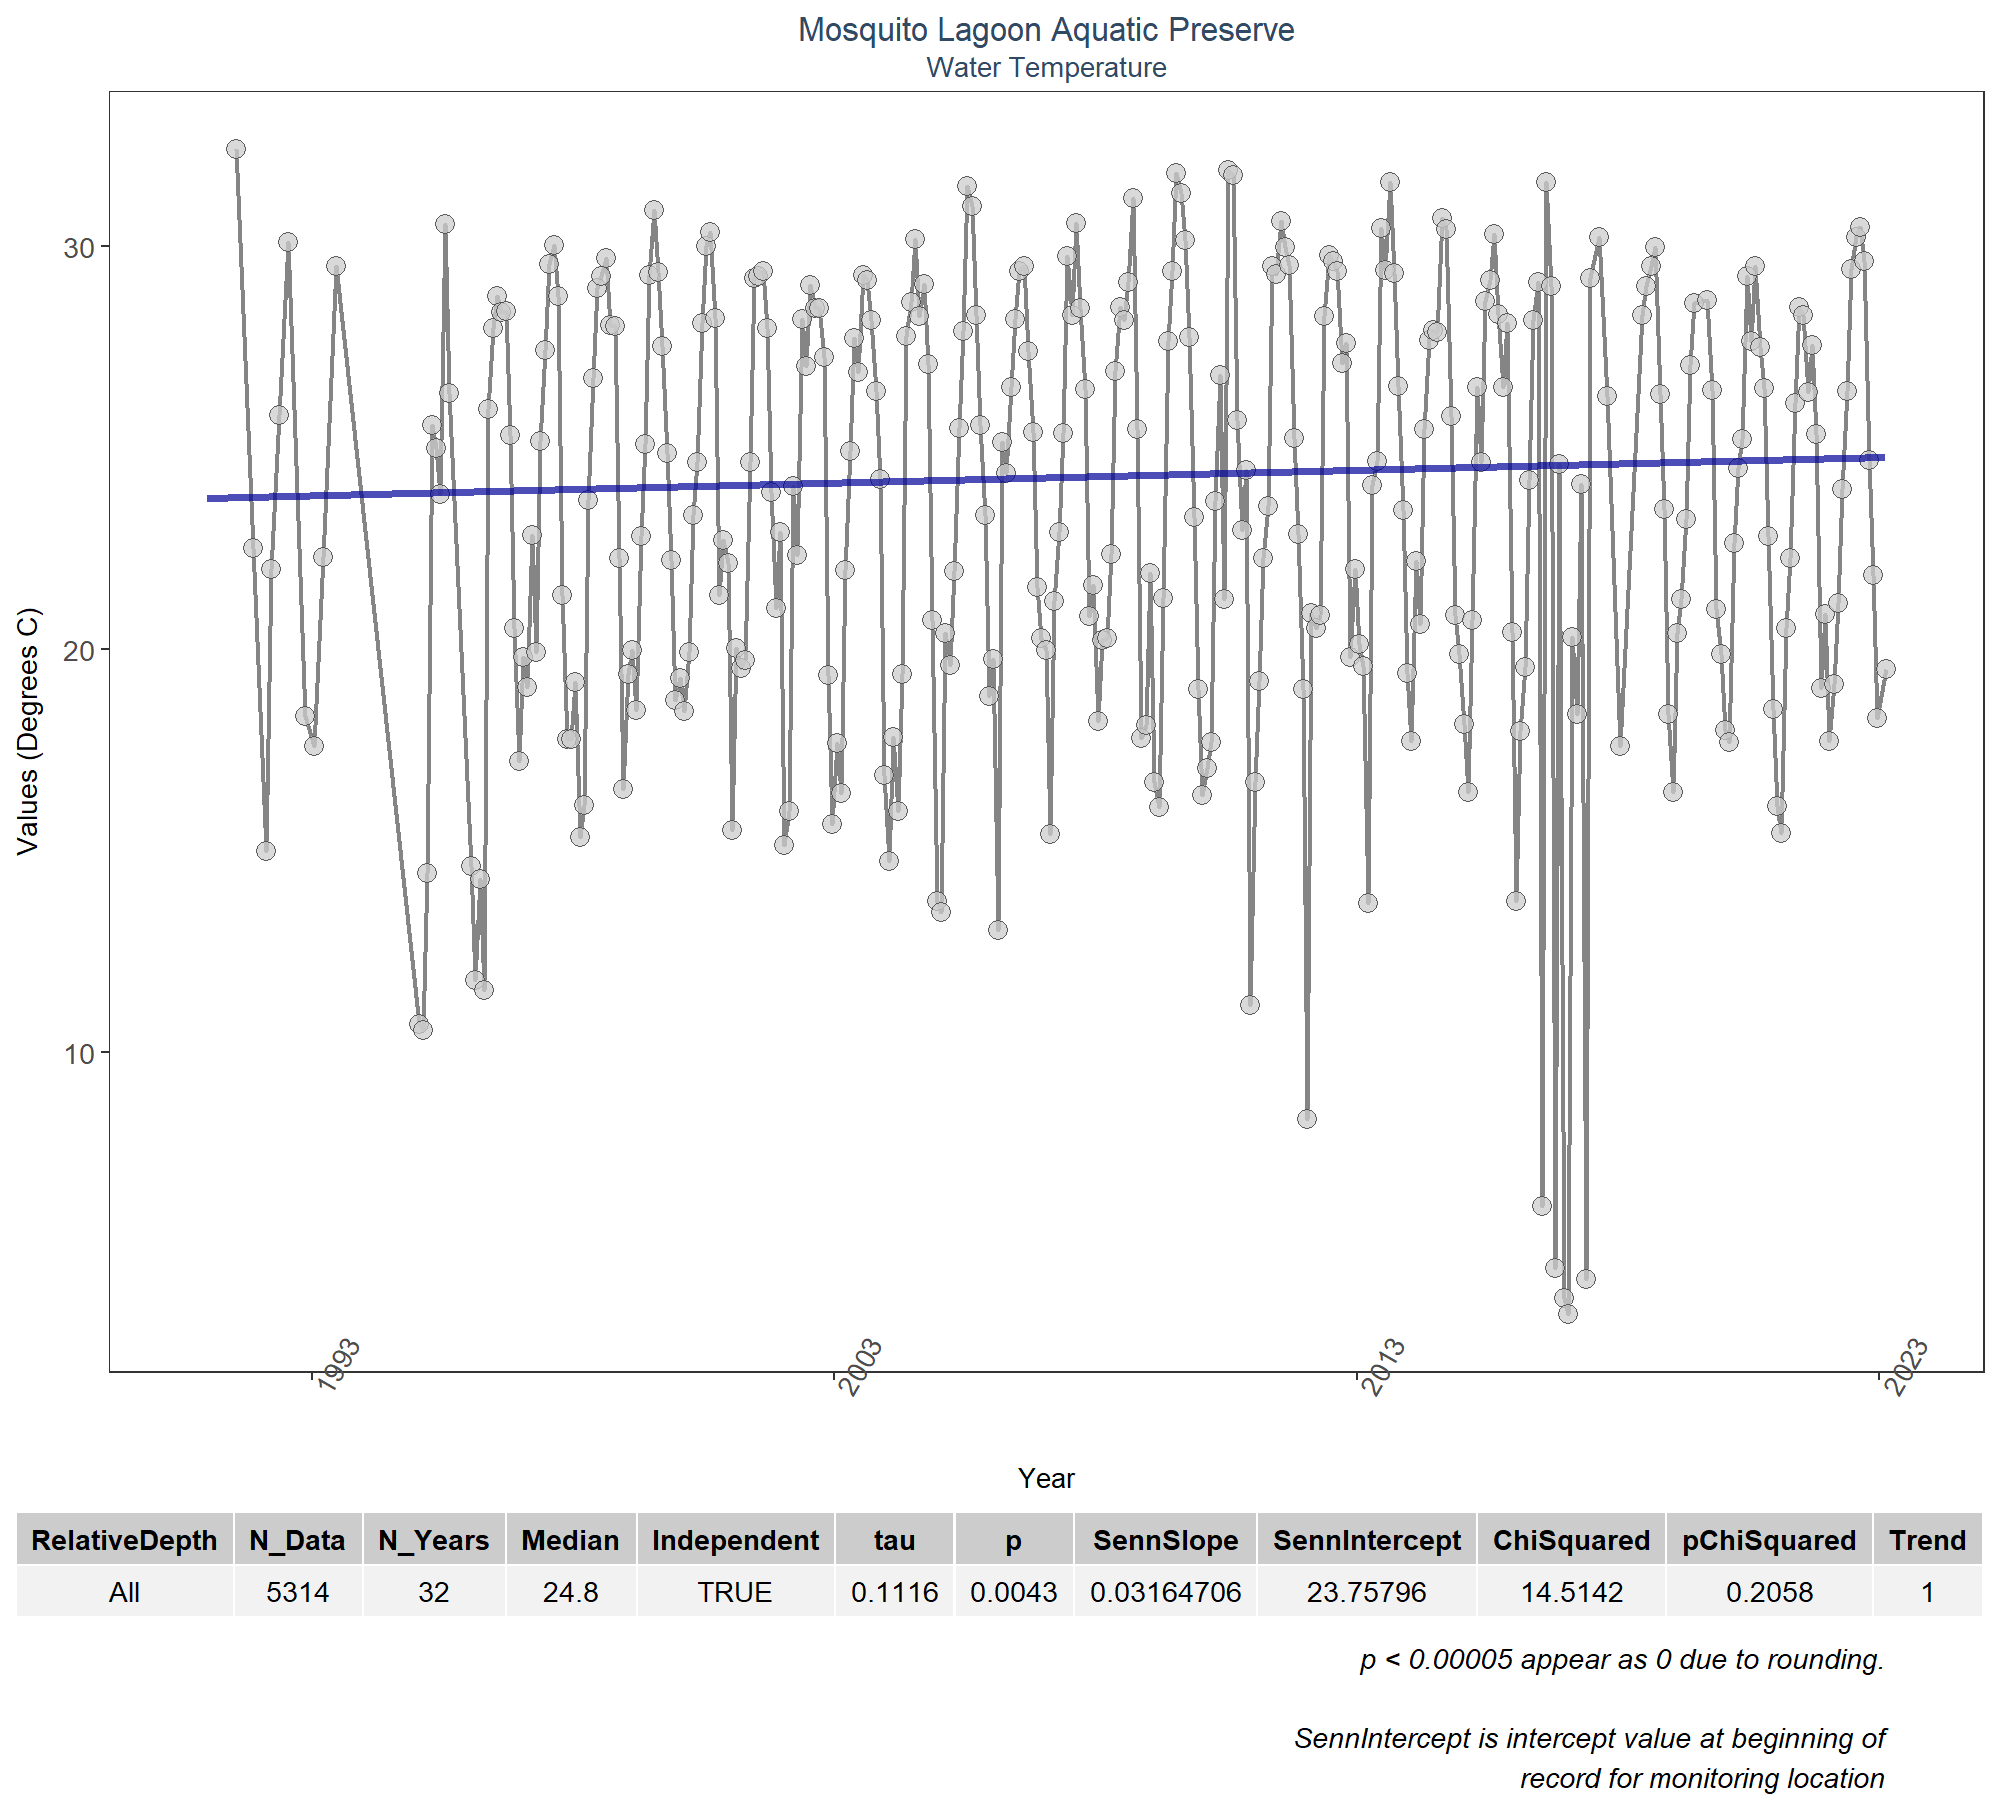 Mosquito Lagoon Aquatic Preserve
Water Temperature
Values (Degrees C)
30
20
10
1993
2003
2013
2023
Year
RelativeDepth N_Data N_Years Median Independent tau p SennSlope SennIntercept ChiSquared pChiSquared Trend
All 5314 32 24.8 TRUE 0.1116 0.0043 0.03164706 23.75796 14.5142 0.2058 1
p < 0.00005 appear as 0 due to rounding.
SennIntercept is intercept value at beginning of
record for monitoring location